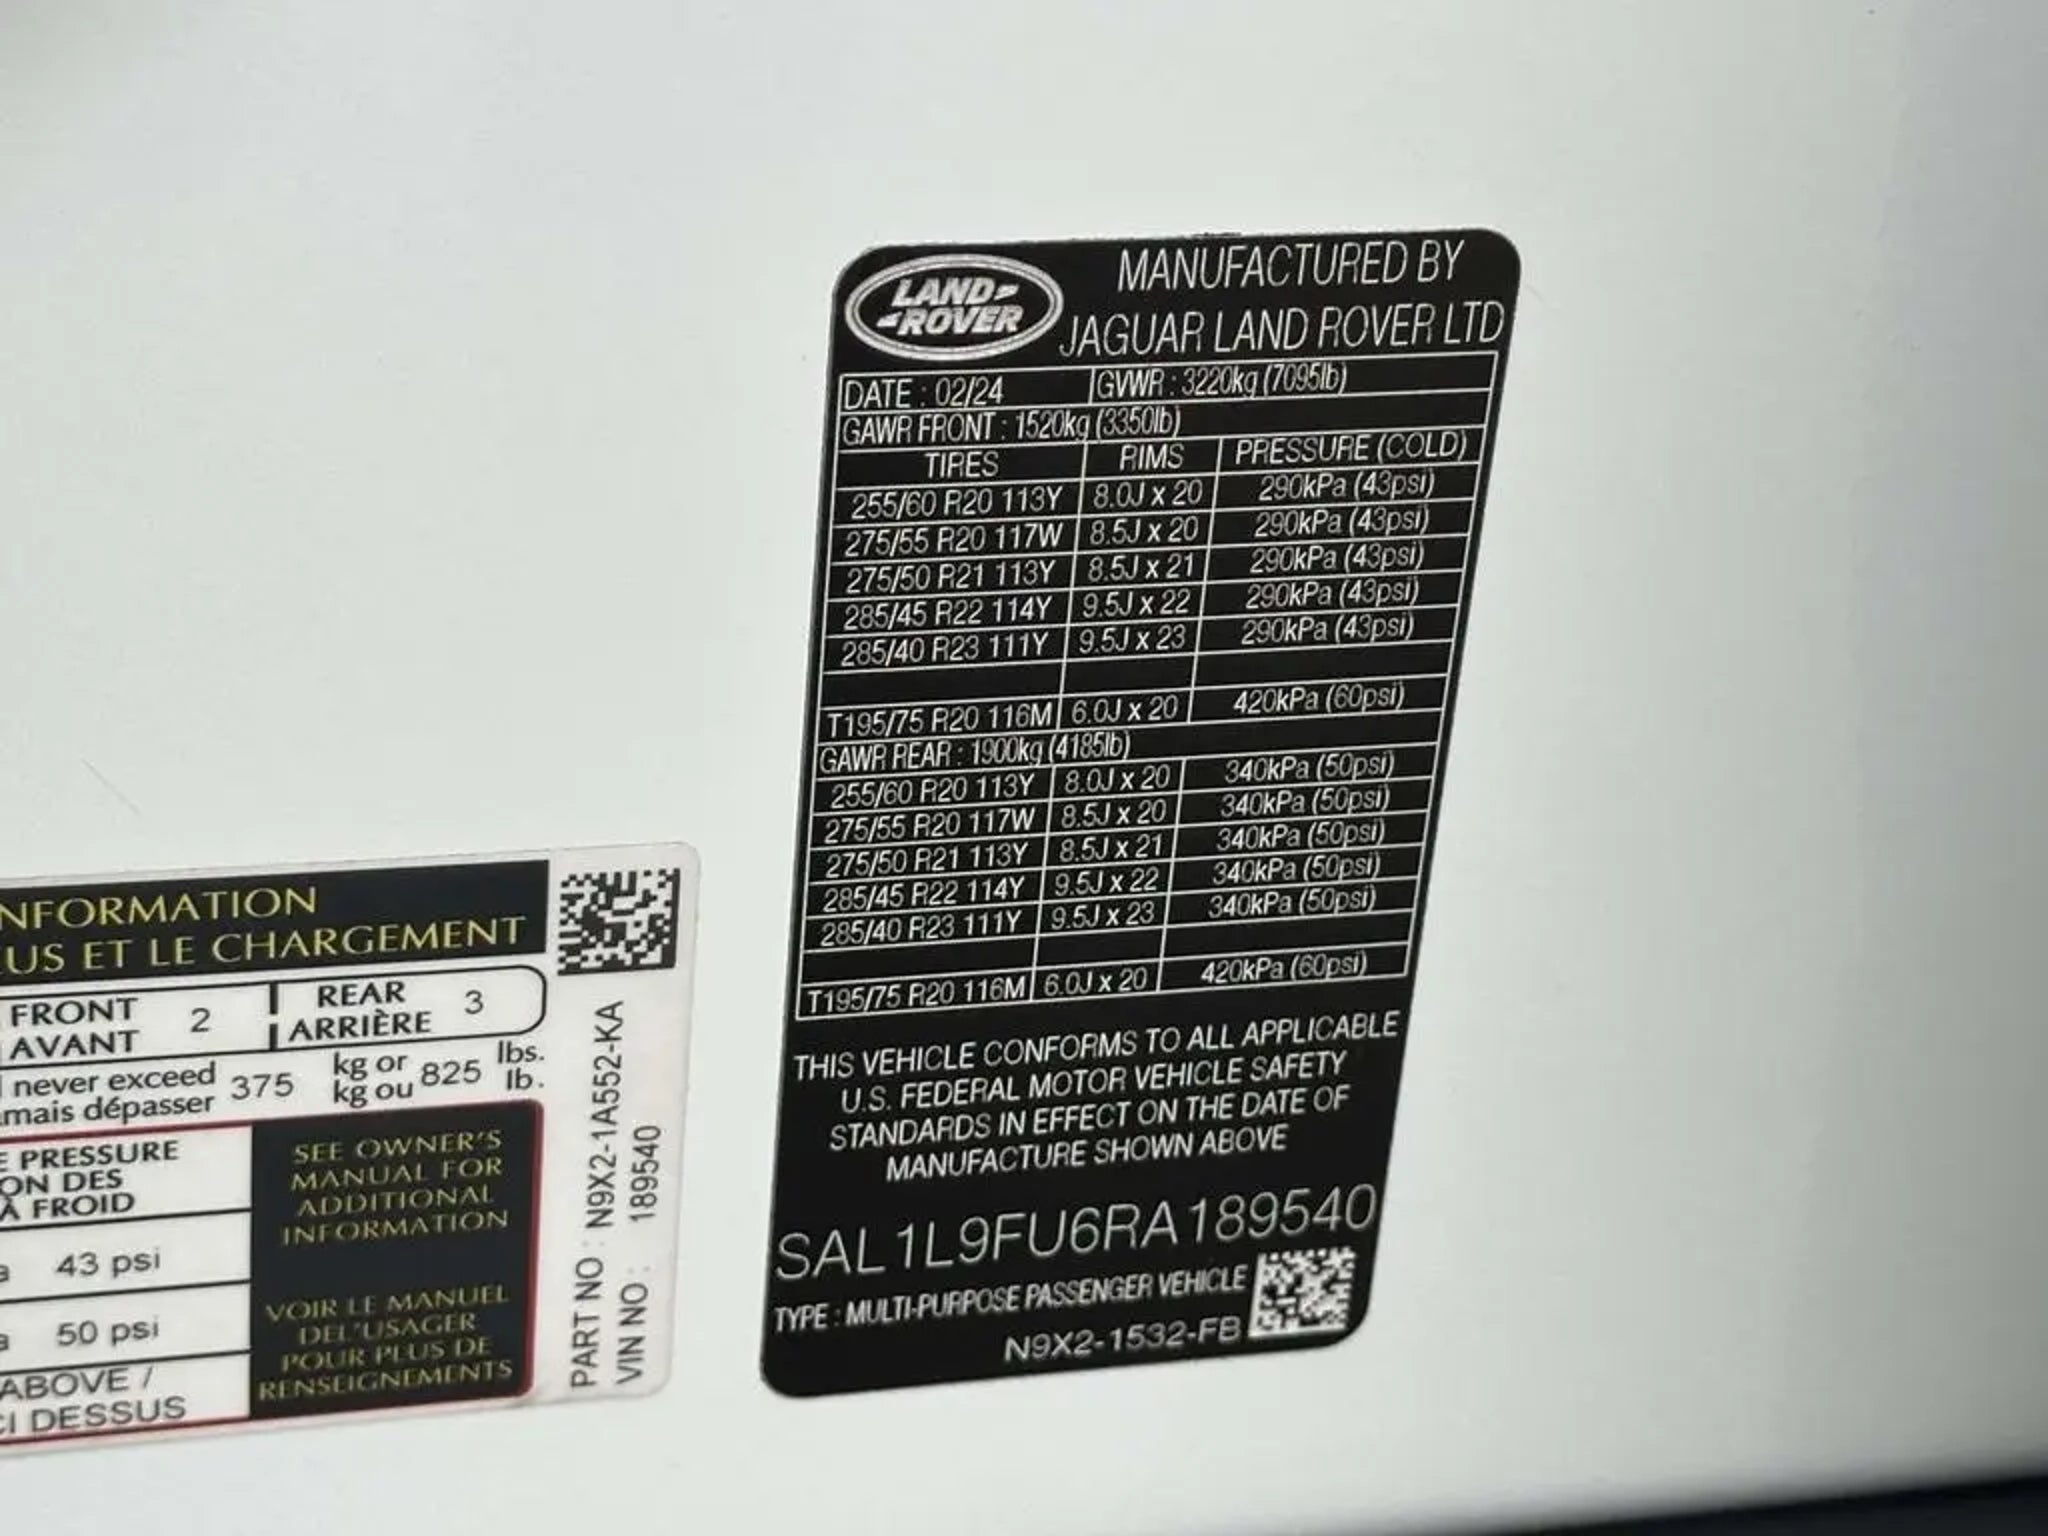 LAND
ROVER
MANUFACTURED BY
JAGUAR LAND ROVER LTD
DATE : 02/24 GVWR : 3220kg (7095lb)
GAWR FRONT : 1520kg (3350lb)
TIRES RIMS PRESSURE (COLD)
255/60 R20 113Y 8.0J x 20 290kPa (43psi)
275/55 R20 117W 8.5J x 20 290kPa (43psi)
275/50 R21 113Y 8.5J x 21 290kPa (43psi)
285/45 R22 114Y 9.5J x 22 290kPa (43psi)
285/40 R23 111Y 9.5J x 23 290kPa (43psi)
T195/75 R20 116M 6.0J x 20 420kPa (60psi)
GAWR REAR : 1900kg (4185lb)
255/60 R20 113Y 8.0J x 20 340kPa (50psi)
275/55 R20 117W 8.5J x 20 340kPa (50psi)
275/50 R21 113Y 8.5J x 21 340kPa (50psi)
285/45 R22 114Y 9.5J x 22 340kPa (50psi)
285/40 R23 111Y 9.5J x 23 340kPa (50psi)
T195/75 R20 116M 6.0J x 20 420kPa (60psi)
THIS VEHICLE CONFORMS TO ALL APPLICABLE
U.S. FEDERAL MOTOR VEHICLE SAFETY
STANDARDS IN EFFECT ON THE DATE OF
MANUFACTURE SHOWN ABOVE
SAL1L9FU6RA189540
TYPE : MULTI-PURPOSE PASSENGER VEHICLE
N9X2-1532-FB
NFORMATION
US ET LE CHARGEMENT
FRONT 2 REAR 3
AVANT ARRIÈRE
never exceed 375 kg or 825 lbs.
mais dépasser kg ou lb.
E PRESSURE
ON DES
À FROID
43 psi
50 psi
ABOVE /
CI DESSUS
SEE OWNER'S
MANUAL FOR
ADDITIONAL
INFORMATION
VOIR LE MANUEL
DEL'USAGER
POUR PLUS DE
RENSEIGNEMENTS
PART NO : N9X2-1A552-KA
VIN NO : 189540